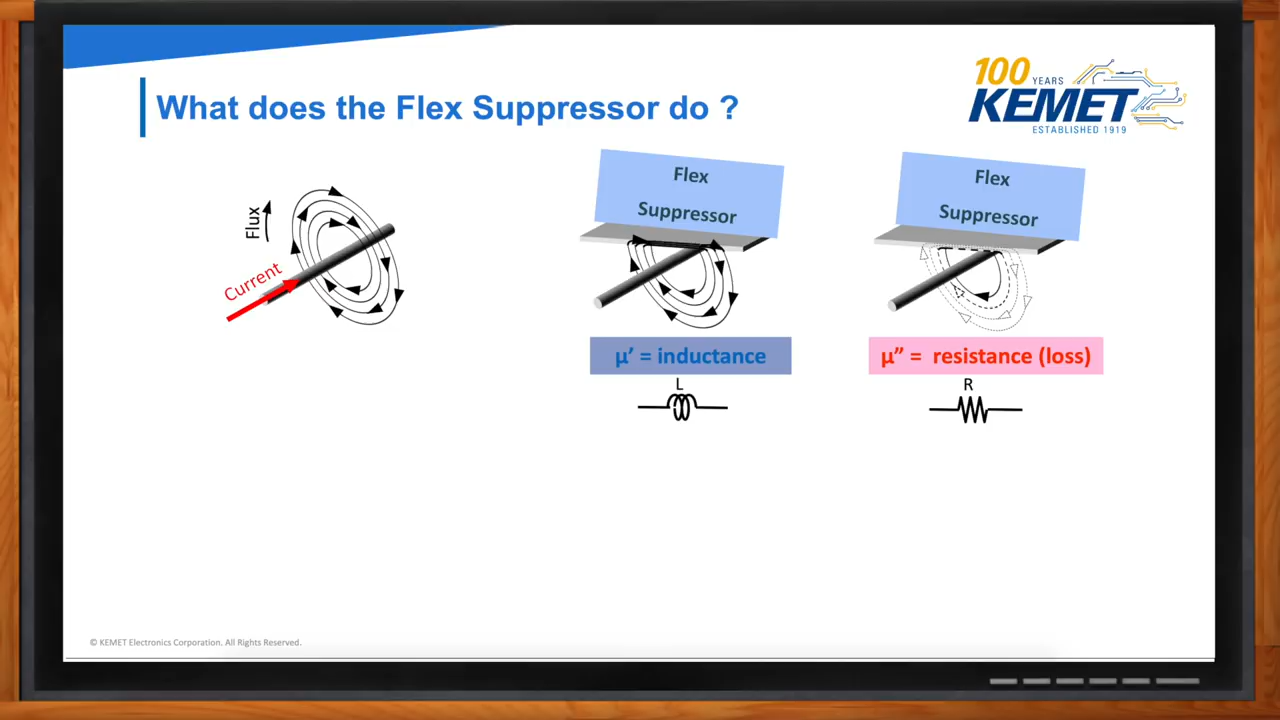 What does the Flex Suppressor do ?
100 YEARS
KEMET
ESTABLISHED 1919
Flux
Current
Flex
Suppressor
µ’ = inductance
L
Flex
Suppressor
µ” = resistance (loss)
R
© KEMET Electronics Corporation. All Rights Reserved.